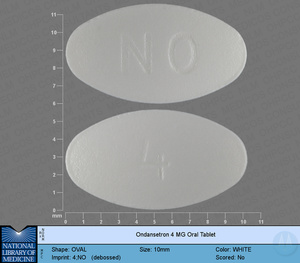 11
10
9
8
7
6
5
4
3
2
1
0
mm
NO
4
0 1 2 3 4 5 6 7 8 9 10 11
Ondansetron 4 MG Oral Tablet
NATIONAL
LIBRARY OF
MEDICINE
Shape: OVAL Size: 10mm Color: WHITE
Imprint: 4;NO (debossed) Scored: No